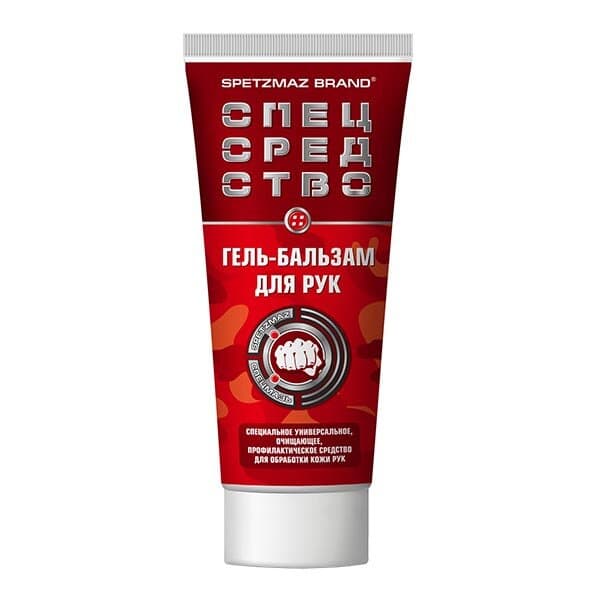 SPETZMAZ BRAND®
СПЕЦ
СРЕД
СТВО
ГЕЛЬ-БАЛЬЗАМ
ДЛЯ РУК
SPETZMAZ
СПЕЦМАЗЬ
СПЕЦИАЛЬНОЕ УНИВЕРСАЛЬНОЕ,
ОЧИЩАЮЩЕЕ,
ПРОФИЛАКТИЧЕСКОЕ СРЕДСТВО
ДЛЯ ОБРАБОТКИ КОЖИ РУК